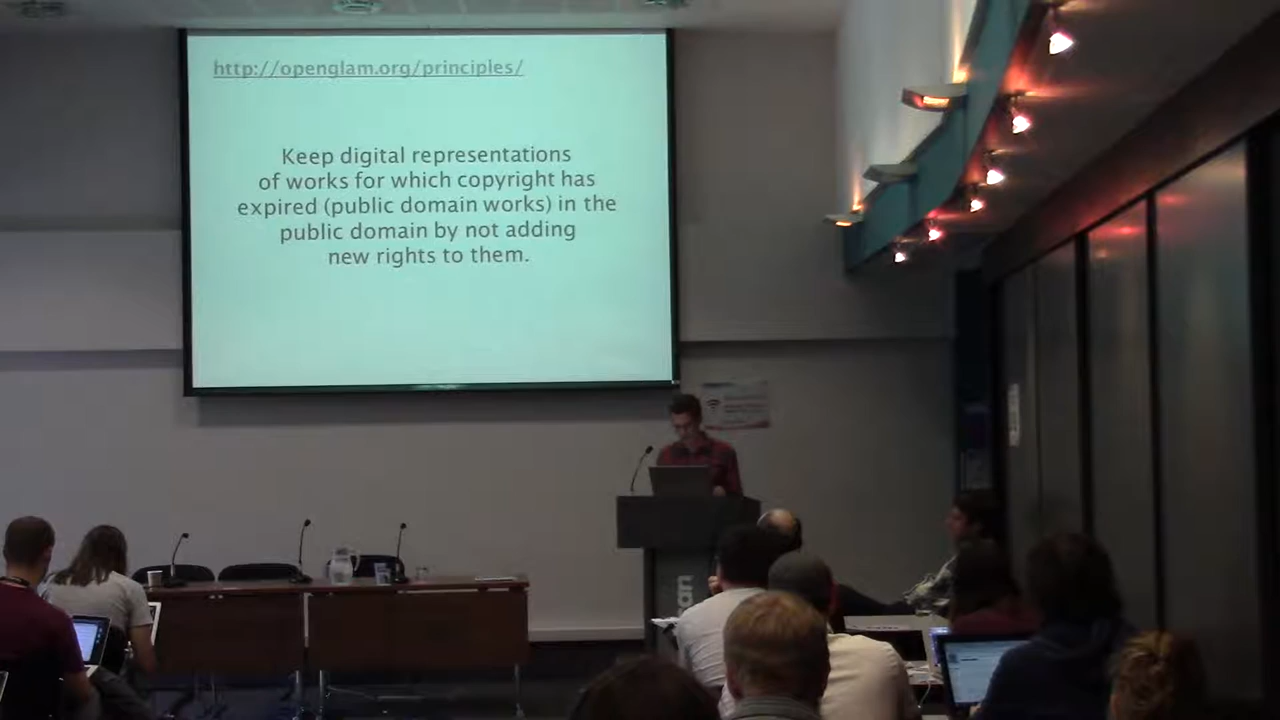 http://openglam.org/principles/
Keep digital representations
of works for which copyright has
expired (public domain works) in the
public domain by not adding
new rights to them.